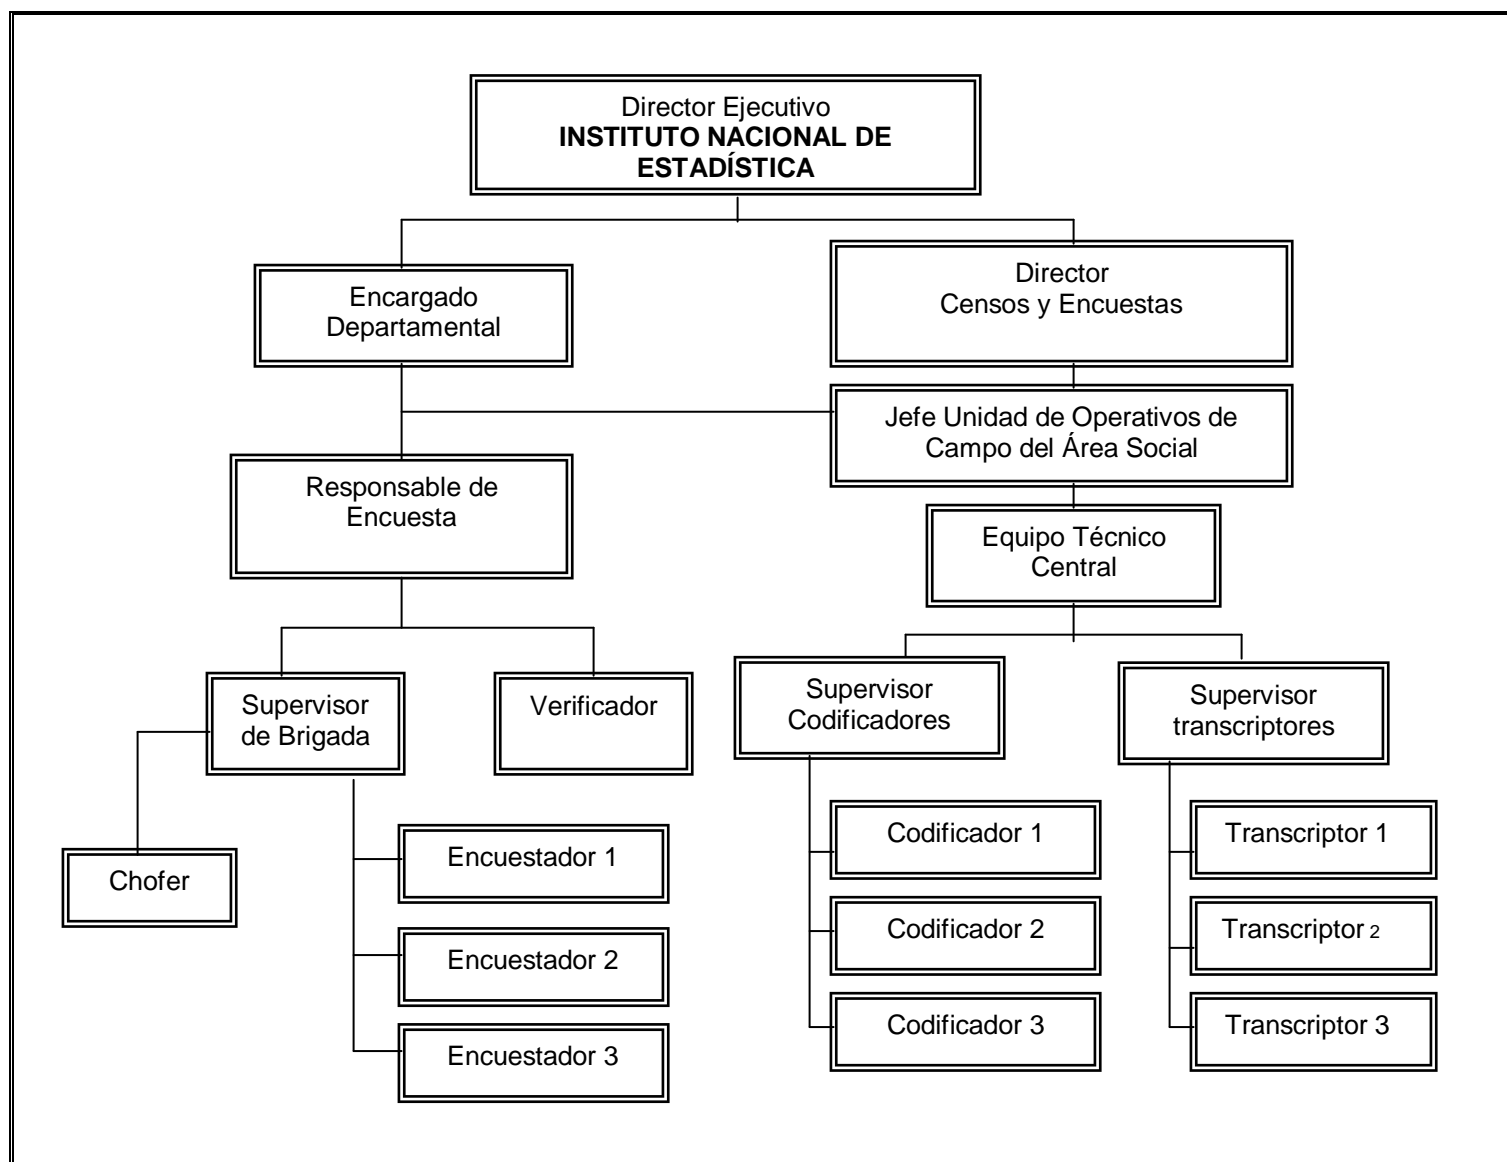 Director Ejecutivo
INSTITUTO NACIONAL DE
ESTADÍSTICA
Encargado
Departamental
Director
Censos y Encuestas
Jefe Unidad de Operativos de
Campo del Área Social
Responsable de
Encuesta
Equipo Técnico
Central
Supervisor
de Brigada
Verificador
Supervisor
Codificadores
Supervisor
transcriptores
Chofer
Encuestador 1
Encuestador 2
Encuestador 3
Codificador 1
Codificador 2
Codificador 3
Transcriptor 1
Transcriptor 2
Transcriptor 3